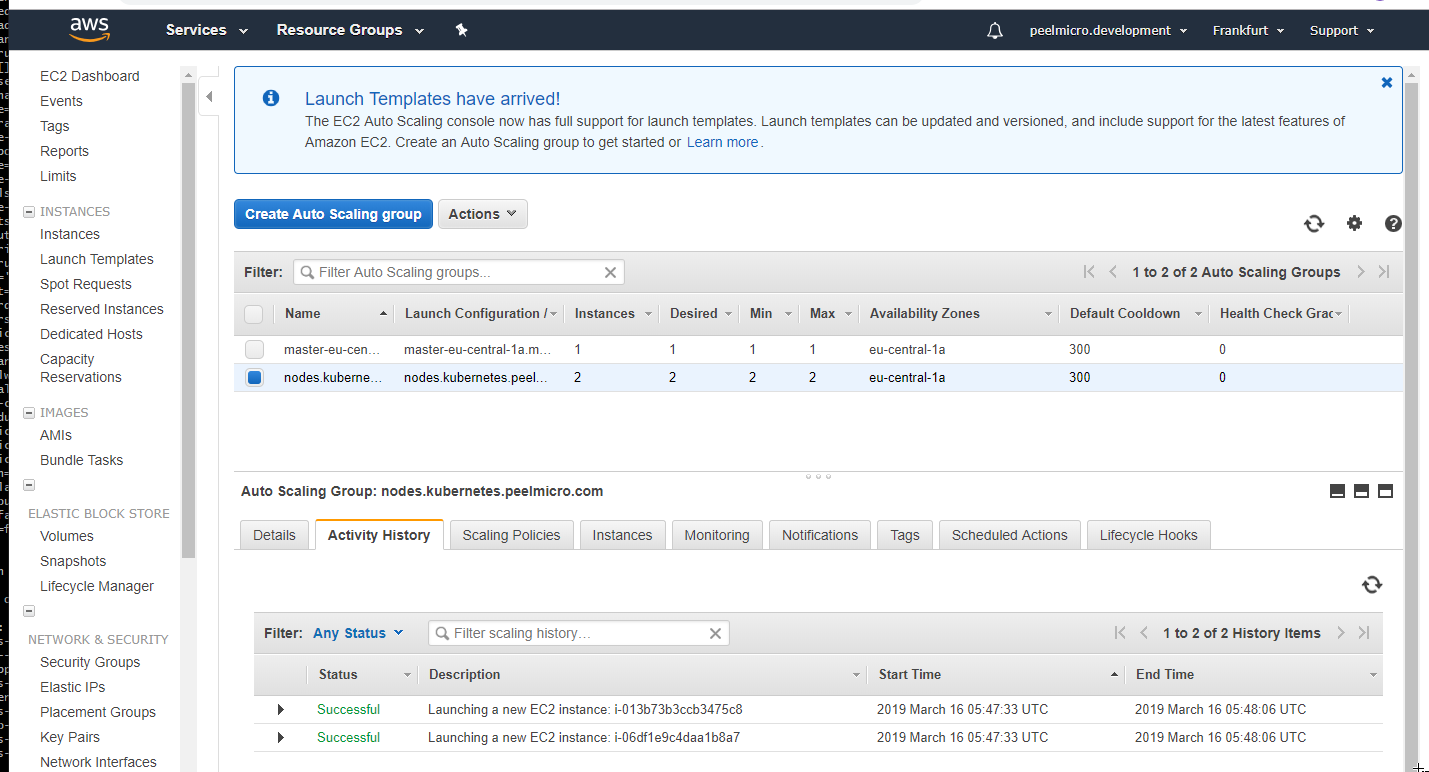 aws
Services
Resource Groups
peelmicro.development
Frankfurt
Support
EC2 Dashboard
Events
Tags
Reports
Limits
INSTANCES
Instances
Launch Templates
Spot Requests
Reserved Instances
Dedicated Hosts
Capacity
Reservations
IMAGES
AMIs
Bundle Tasks
ELASTIC BLOCK STORE
Volumes
Snapshots
Lifecycle Manager
NETWORK & SECURITY
Security Groups
Elastic IPs
Placement Groups
Key Pairs
Network Interfaces
Launch Templates have arrived!
The EC2 Auto Scaling console now has full support for launch templates. Launch templates can be updated and versioned, and include support for the latest features of
Amazon EC2. Create an Auto Scaling group to get started or Learn more.
Create Auto Scaling group
Actions
Filter:
Filter Auto Scaling groups...
1 to 2 of 2 Auto Scaling Groups
Name Launch Configuration / Instances Desired Min Max Availability Zones Default Cooldown Health Check Grac
master-eu-cen... master-eu-central-1a.m... 1 1 1 1 eu-central-1a 300 0
nodes.kuberne... nodes.kubernetes.peel... 2 2 2 2 eu-central-1a 300 0
Auto Scaling Group: nodes.kubernetes.peelmicro.com
Details
Activity History
Scaling Policies
Instances
Monitoring
Notifications
Tags
Scheduled Actions
Lifecycle Hooks
Filter:
Any Status
Filter scaling history...
1 to 2 of 2 History Items
Status Description Start Time End Time
Successful Launching a new EC2 instance: i-013b73b3ccb3475c8 2019 March 16 05:47:33 UTC 2019 March 16 05:48:06 UTC
Successful Launching a new EC2 instance: i-06df1e9c4daa1b8a7 2019 March 16 05:47:33 UTC 2019 March 16 05:48:06 UTC